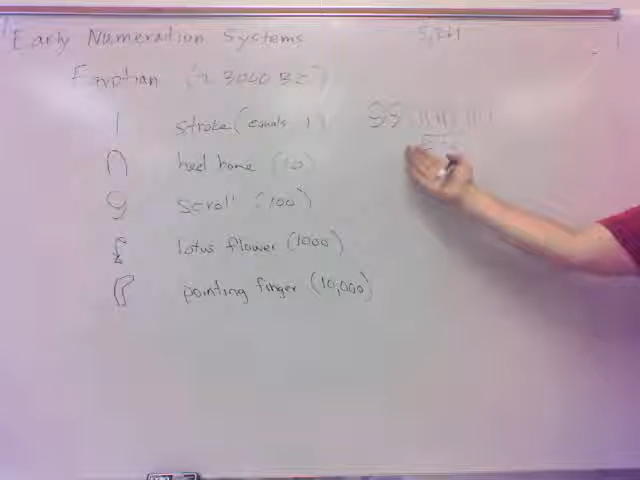 Early Numeration Systems
Egyptian (~ 3000 BC)
| stroke (equals 1)
∩ heel bone (10)
9 scroll (100)
lotus flower (1000)
pointing finger (10,000)